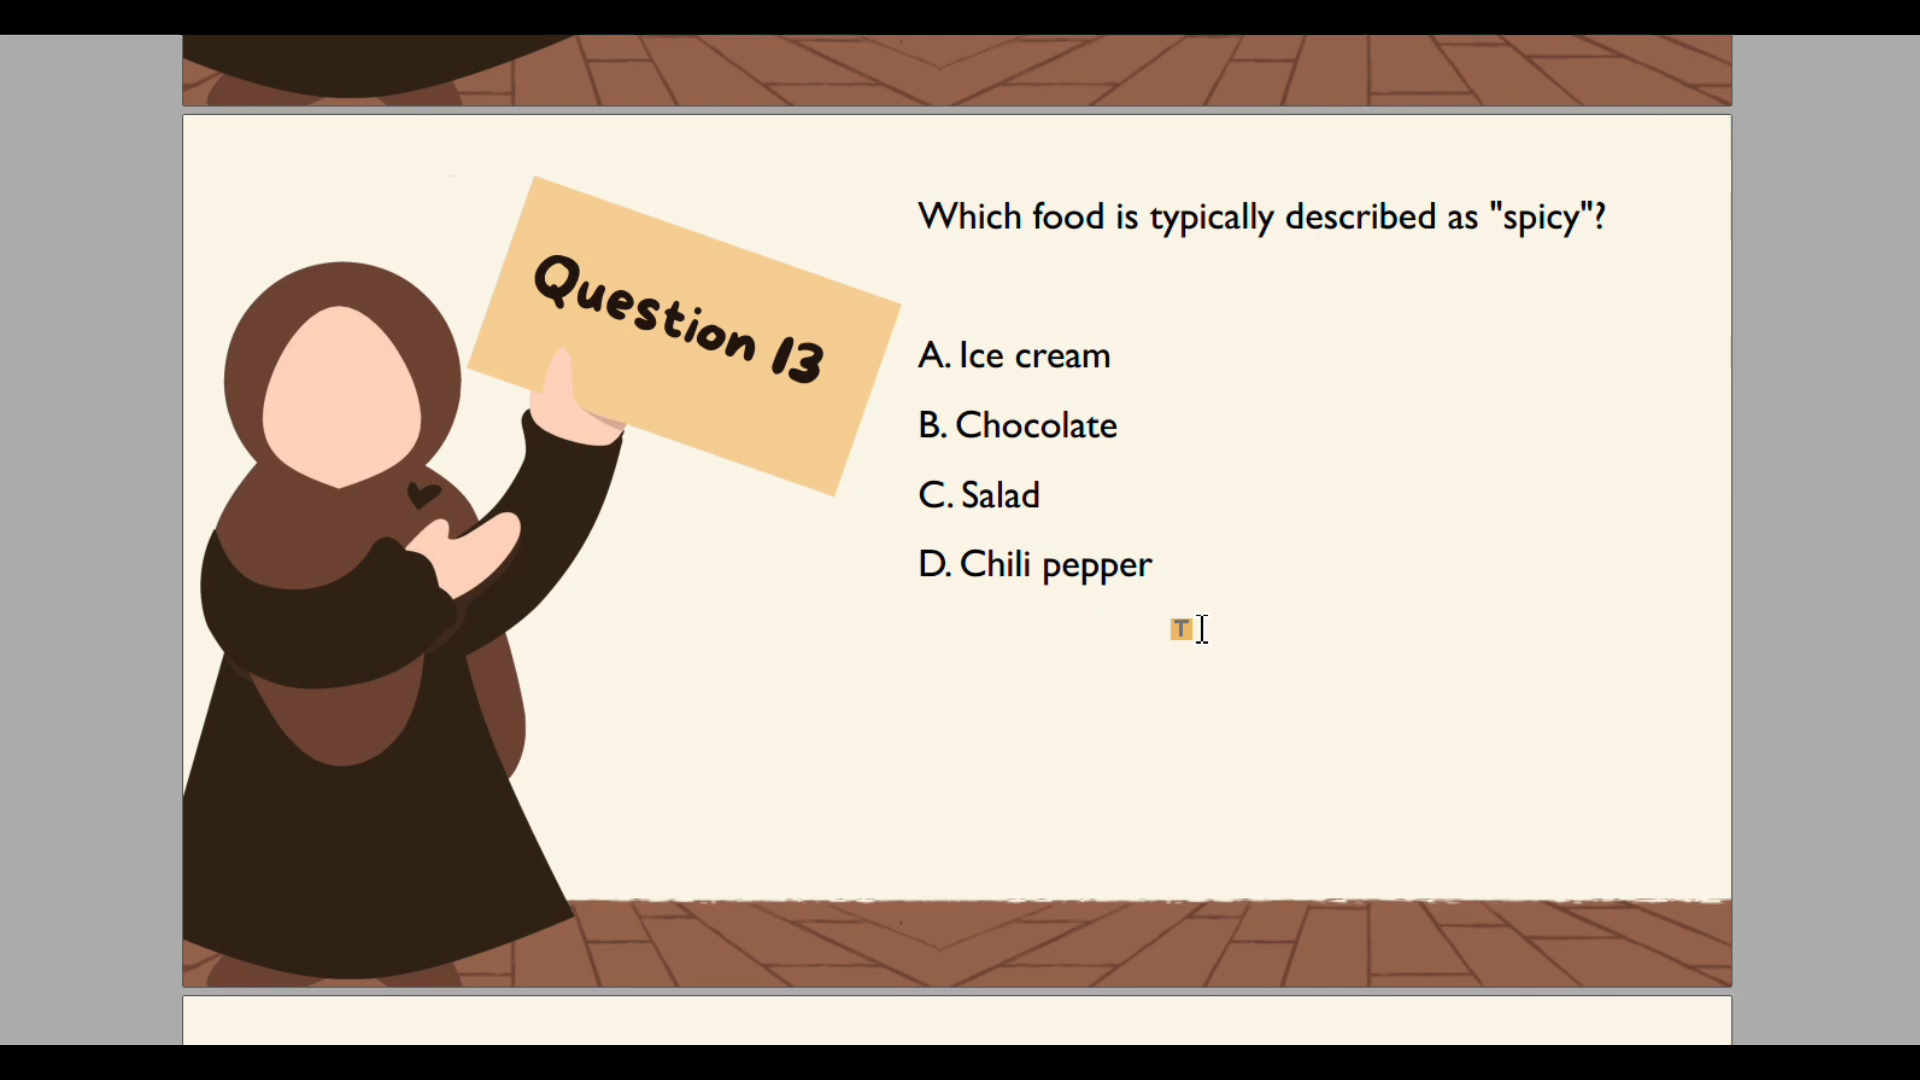 Question 13
Which food is typically described as "spicy"?
A. Ice cream
B. Chocolate
C. Salad
D. Chili pepper
T